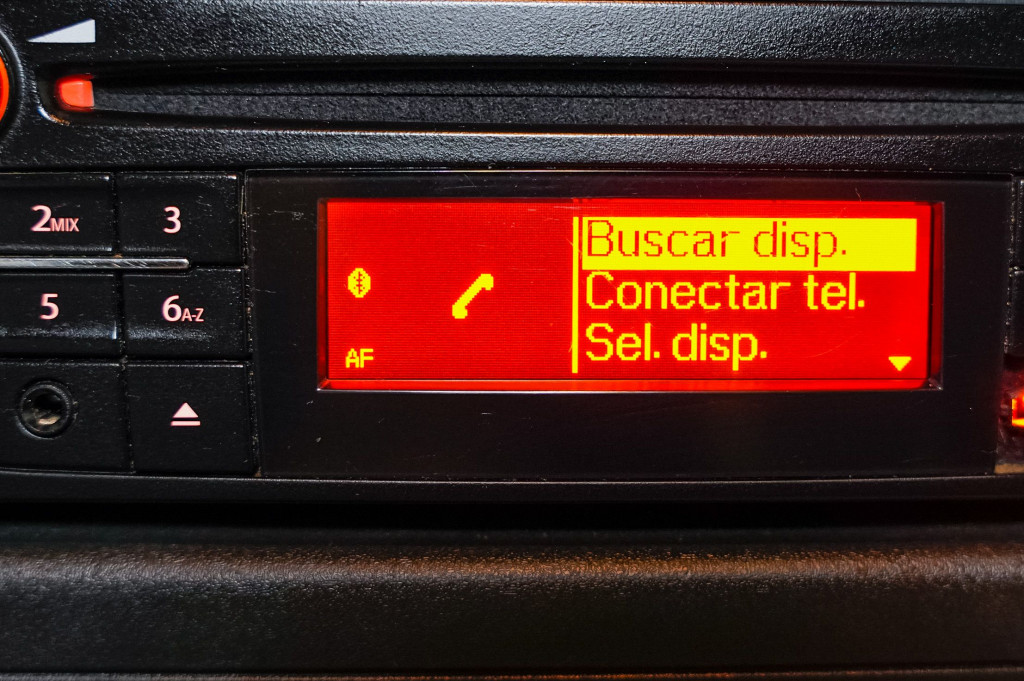 2MIX
3
5
6A-Z
AF
Buscar disp.
Conectar tel.
Sel. disp.